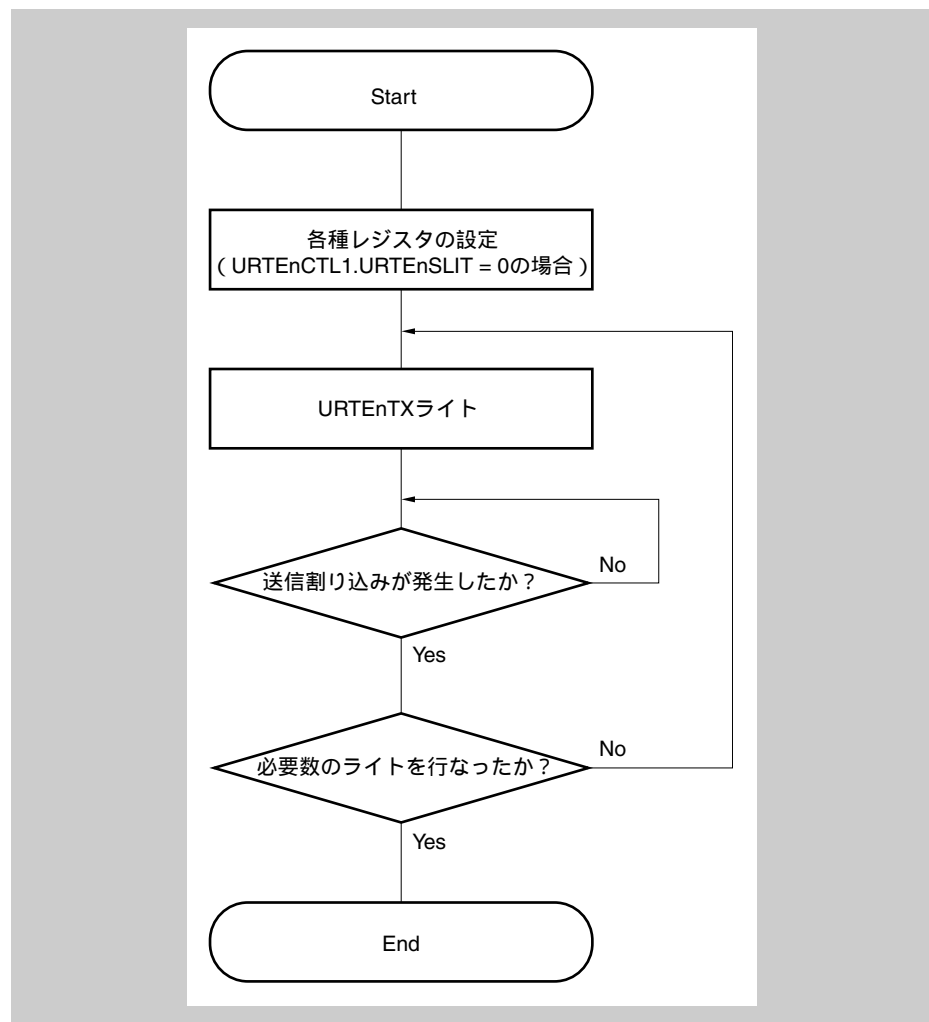 Start
各種レジスタの設定
（URTEnCTL1.URTEnSLIT = 0の場合）
URTEnTXライト
送信割り込みが発生したか？
No
Yes
必要数のライトを行なったか？
No
Yes
End